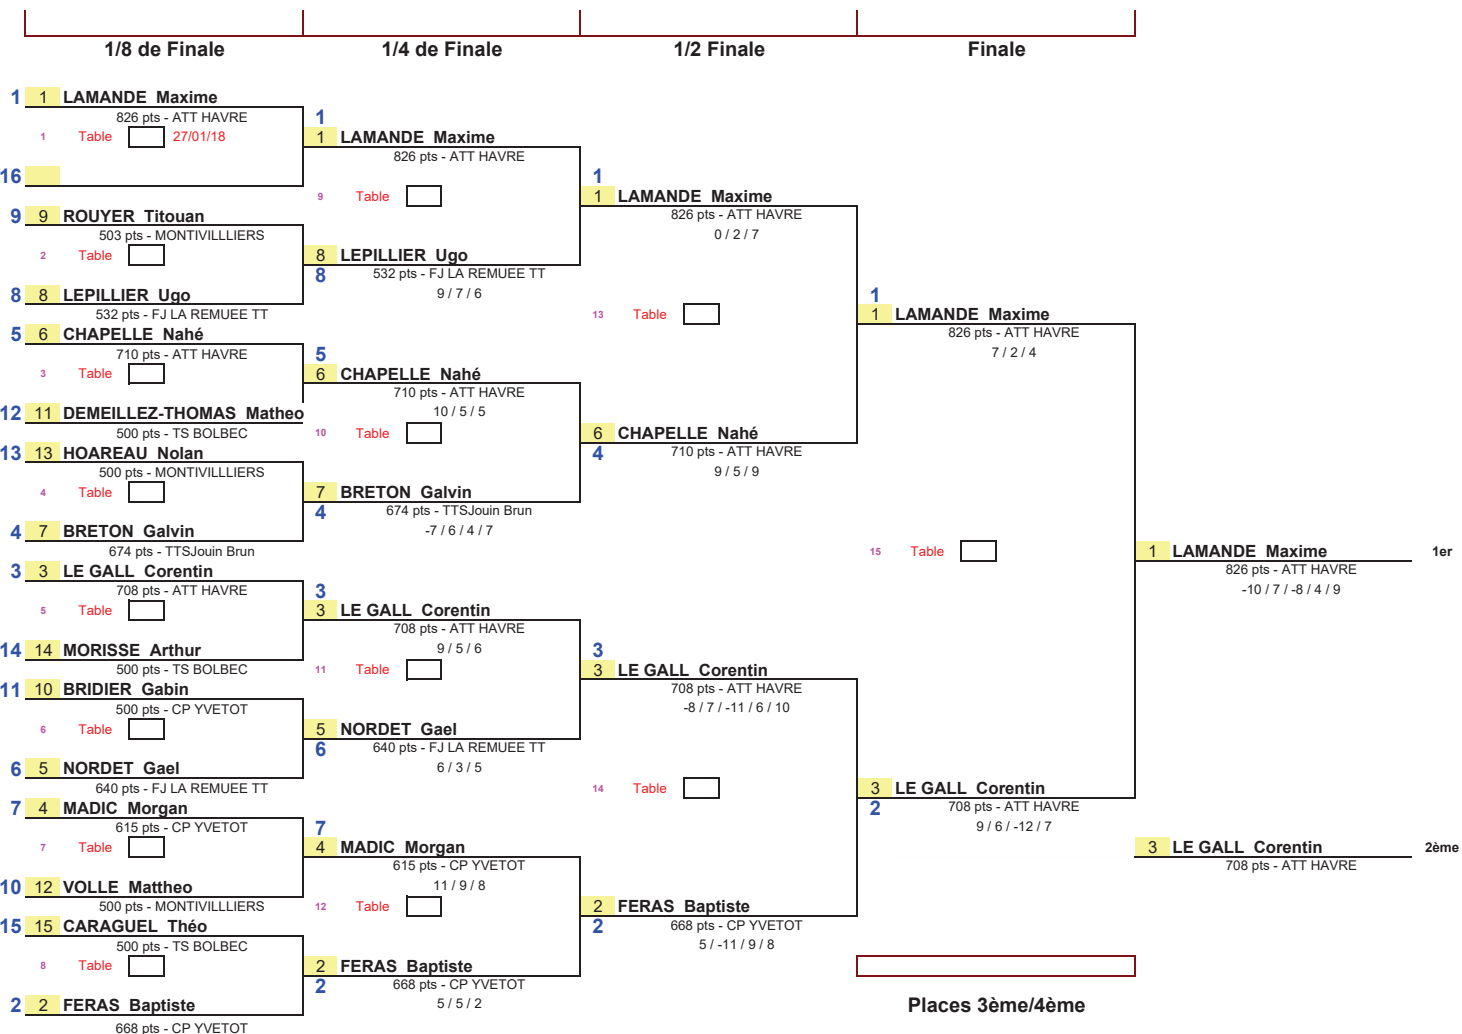 1/8 de Finale
1/4 de Finale
1/2 Finale
Finale
1 1 LAMANDE Maxime
826 pts - ATT HAVRE
1 Table 27/01/18
16
9 9 ROUYER Titouan
503 pts - MONTIVILLLIERS
2 Table
8 8 LEPILLIER Ugo
532 pts - FJ LA REMUEE TT
5 6 CHAPELLE Nahé
710 pts - ATT HAVRE
3 Table
12 11 DEMEILLEZ-THOMAS Matheo
500 pts - TS BOLBEC
13 13 HOAREAU Nolan
500 pts - MONTIVILLLIERS
4 Table
4 7 BRETON Galvin
674 pts - TTSJouin Brun
3 3 LE GALL Corentin
708 pts - ATT HAVRE
5 Table
14 14 MORISSE Arthur
500 pts - TS BOLBEC
11 10 BRIDIER Gabin
500 pts - CP YVETOT
6 Table
6 5 NORDET Gael
640 pts - FJ LA REMUEE TT
7 4 MADIC Morgan
615 pts - CP YVETOT
7 Table
10 12 VOLLE Mattheo
500 pts - MONTIVILLLIERS
15 15 CARAGUEL Théo
500 pts - TS BOLBEC
8 Table
2 2 FERAS Baptiste
668 pts - CP YVETOT
1
1 LAMANDE Maxime
826 pts - ATT HAVRE
9 Table
8 LEPILLIER Ugo
8 532 pts - FJ LA REMUEE TT
9 / 7 / 6
5
6 CHAPELLE Nahé
710 pts - ATT HAVRE
10 / 5 / 5
10 Table
7 BRETON Galvin
4 674 pts - TTSJouin Brun
-7 / 6 / 4 / 7
3
3 LE GALL Corentin
708 pts - ATT HAVRE
9 / 5 / 6
11 Table
5 NORDET Gael
6 640 pts - FJ LA REMUEE TT
6 / 3 / 5
7
4 MADIC Morgan
615 pts - CP YVETOT
11 / 9 / 8
12 Table
2 FERAS Baptiste
2 668 pts - CP YVETOT
5 / 5 / 2
1
1 LAMANDE Maxime
826 pts - ATT HAVRE
0 / 2 / 7
13 Table
6 CHAPELLE Nahé
4 710 pts - ATT HAVRE
9 / 5 / 9
3
3 LE GALL Corentin
708 pts - ATT HAVRE
-8 / 7 / -11 / 6 / 10
14 Table
2 FERAS Baptiste
2 668 pts - CP YVETOT
5 / -11 / 9 / 8
1
1 LAMANDE Maxime
826 pts - ATT HAVRE
7 / 2 / 4
15 Table
3 LE GALL Corentin
2 708 pts - ATT HAVRE
9 / 6 / -12 / 7
1 LAMANDE Maxime 1er
826 pts - ATT HAVRE
-10 / 7 / -8 / 4 / 9
3 LE GALL Corentin 2ème
708 pts - ATT HAVRE
Places 3ème/4ème